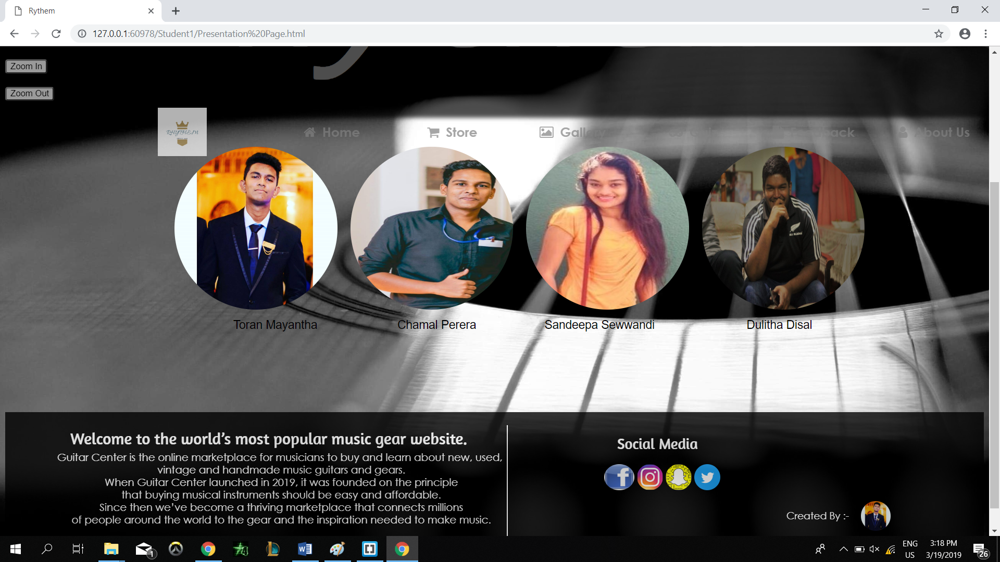 Rythem
127.0.0.1:60978/Student1/Presentation%20Page.html
Zoom In
Zoom Out
RHYTHEM
Home
Store
Gallery
About Us
ALL BLACKS
Toran Mayantha
Chamal Perera
Sandeepa Sewwandi
Dulitha Disal
Welcome to the world’s most popular music gear website.
Guitar Center is the online marketplace for musicians to buy and learn about new, used,
vintage and handmade music guitars and gears.
When Guitar Center launched in 2019, it was founded on the principle
that buying musical instruments should be easy and affordable.
Since then we’ve become a thriving marketplace that connects millions
of people around the world to the gear and the inspiration needed to make music.
Social Media
Created By :-
1
ENG
US
3:18 PM
3/19/2019
26